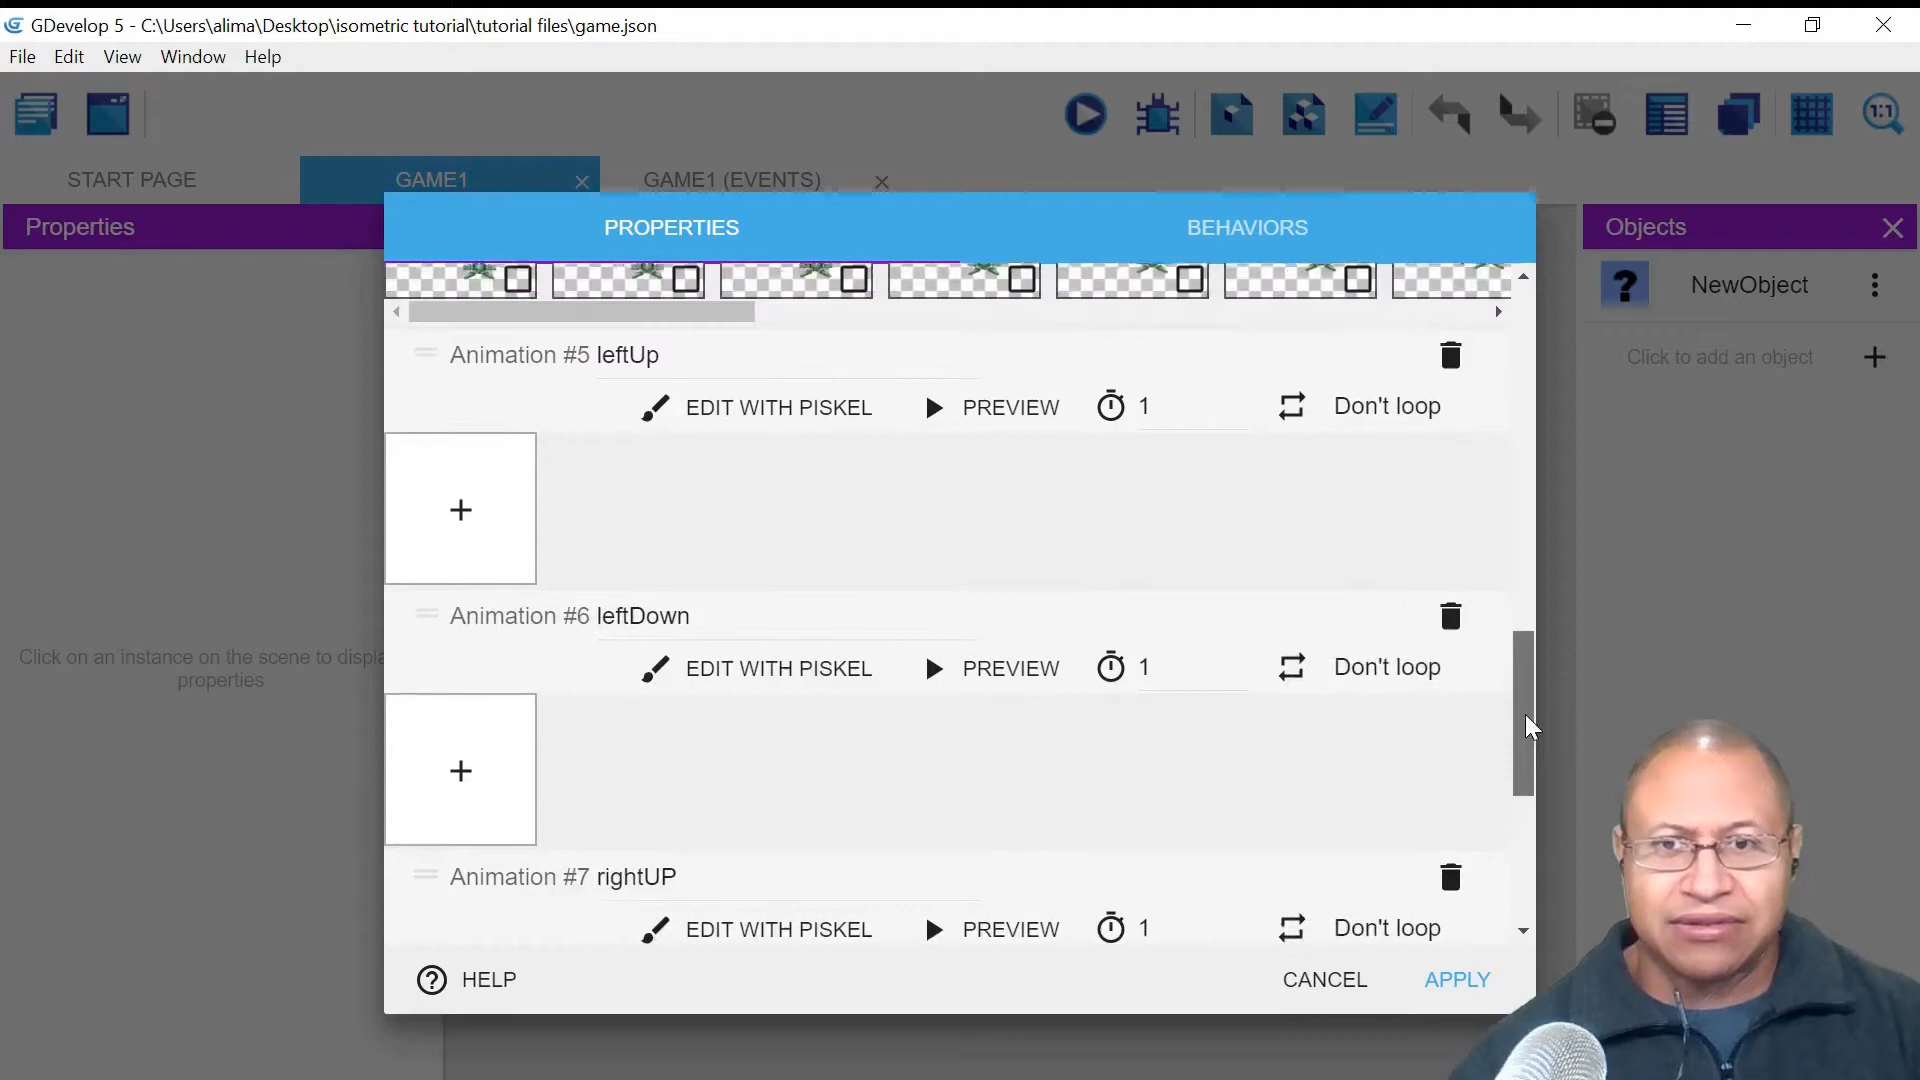 GDevelop 5 - C:\Users\alima\Desktop\isometric tutorial\tutorial files\game.json
File Edit View Window Help
1:1
START PAGE GAME1 GAME1 (EVENTS)
Properties
PROPERTIES BEHAVIORS
Objects
? NewObject
Click to add an object
Animation #5 leftUp
EDIT WITH PISKEL PREVIEW 1 Don't loop
+
Animation #6 leftDown
EDIT WITH PISKEL PREVIEW 1 Don't loop
Click on an instance on the scene to displa
properties
+
Animation #7 rightUP
EDIT WITH PISKEL PREVIEW 1 Don't loop
? HELP CANCEL APPLY